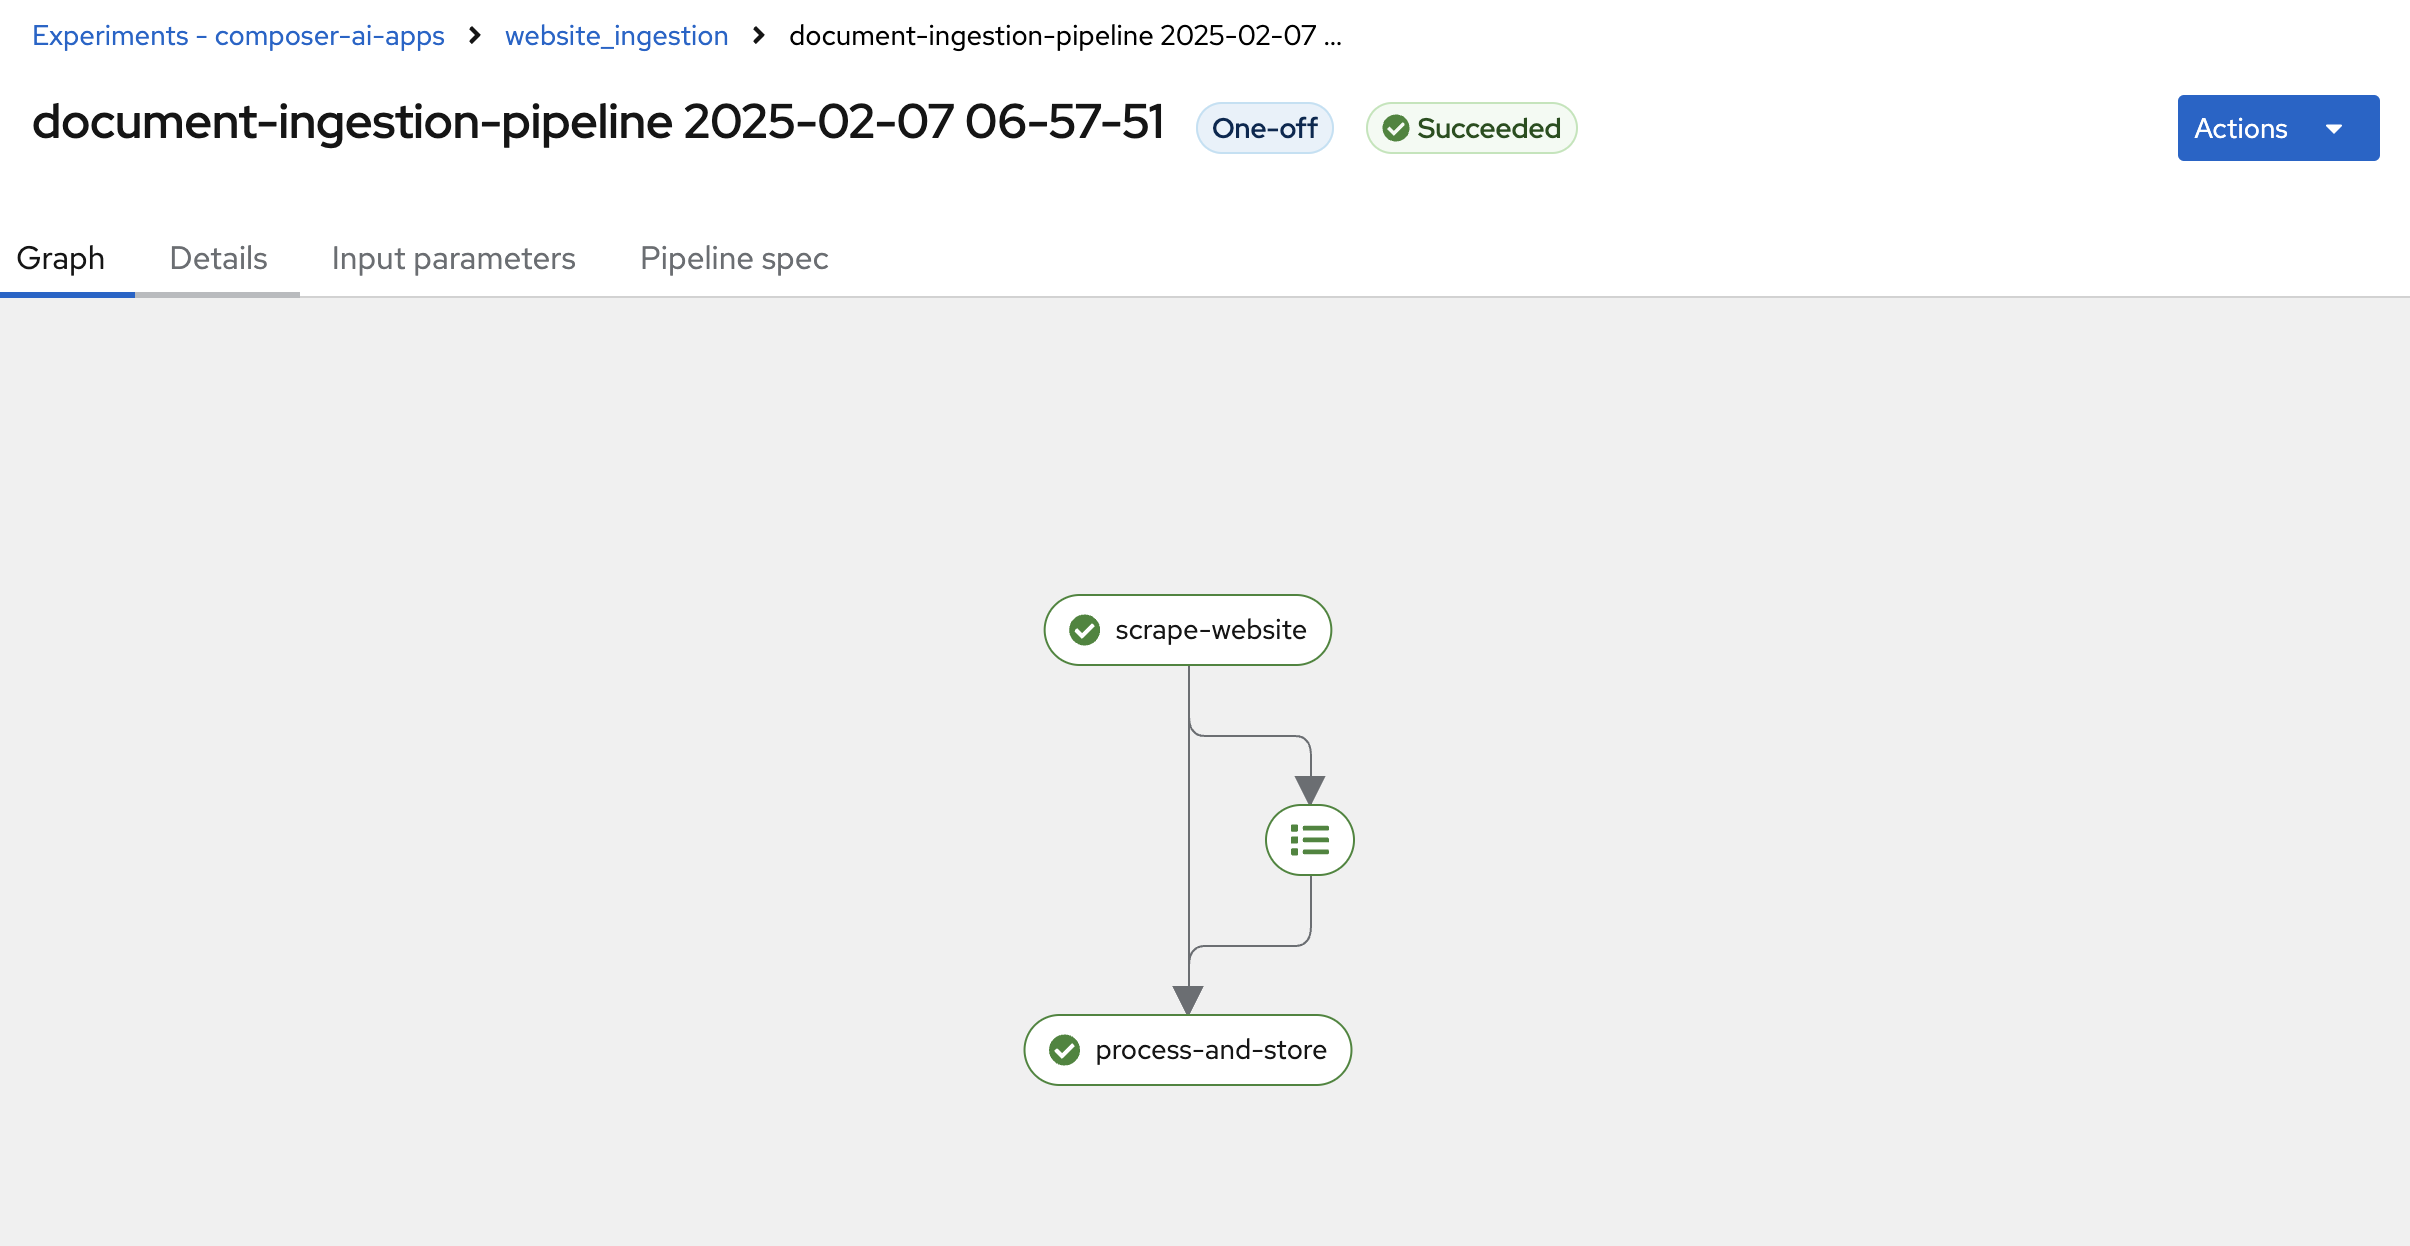 Experiments - composer-ai-apps > website_ingestion > document-ingestion-pipeline 2025-02-07 ...
document-ingestion-pipeline 2025-02-07 06-57-51 One-off Succeeded Actions
Graph Details Input parameters Pipeline spec
scrape-website
process-and-store